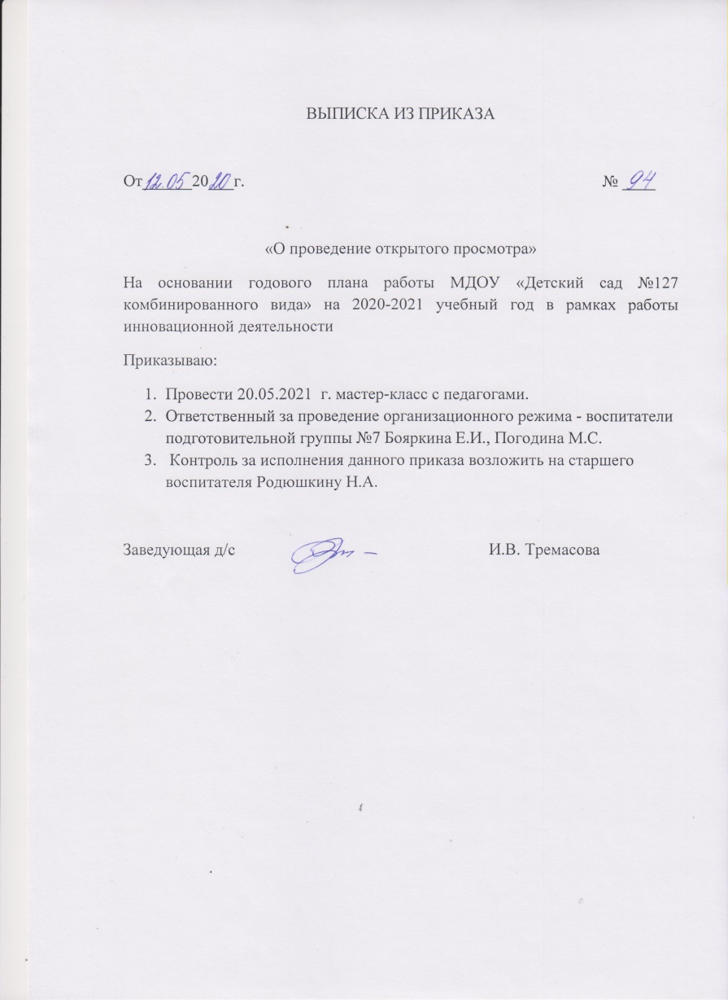 ВЫПИСКА ИЗ ПРИКАЗА
От 12.05 2020 г. № 94
«О проведение открытого просмотра»
На основании годового плана работы МДОУ «Детский сад №127
комбинированного вида» на 2020-2021 учебный год в рамках работы
инновационной деятельности
Приказываю:
1. Провести 20.05.2021 г. мастер-класс с педагогами.
2. Ответственный за проведение организационного режима - воспитатели
подготовительной группы №7 Бояркина Е.И., Погодина М.С.
3. Контроль за исполнения данного приказа возложить на старшего
воспитателя Родюшкину Н.А.
Заведующая д/с И.В. Тремасова